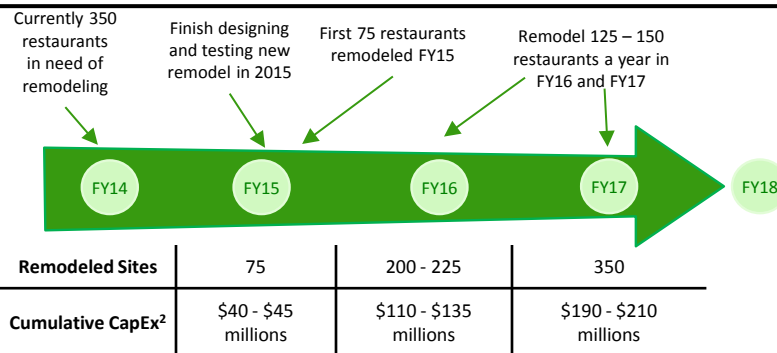 Currently 350
restaurants
in need of
remodeling
Finish designing
and testing new
remodel in 2015
First 75 restaurants
remodeled FY15
Remodel 125 – 150
restaurants a year in
FY16 and FY17
FY14
FY15
FY16
FY17
FY18
Remodeled Sites
75
200 - 225
350
Cumulative CapEx²
$40 - $45
millions
$110 - $135
millions
$190 - $210
millions